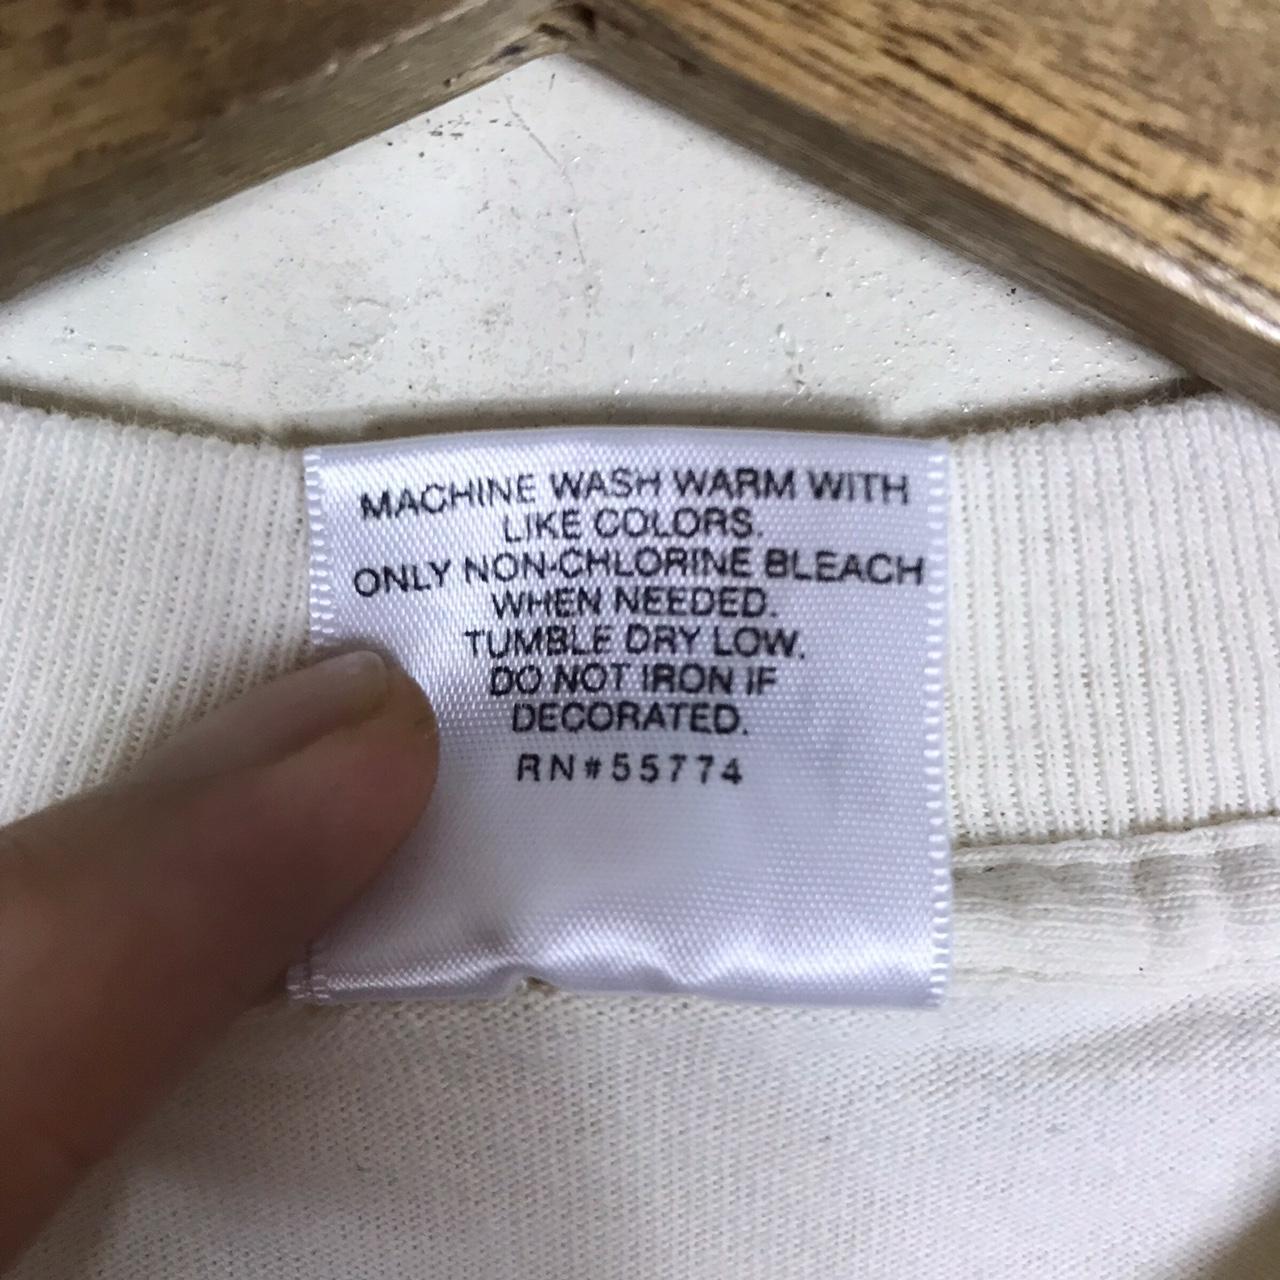 MACHINE WASH WARM WITH
LIKE COLORS.
ONLY NON-CHLORINE BLEACH
WHEN NEEDED.
TUMBLE DRY LOW.
DO NOT IRON IF
DECORATED.
RN#55774